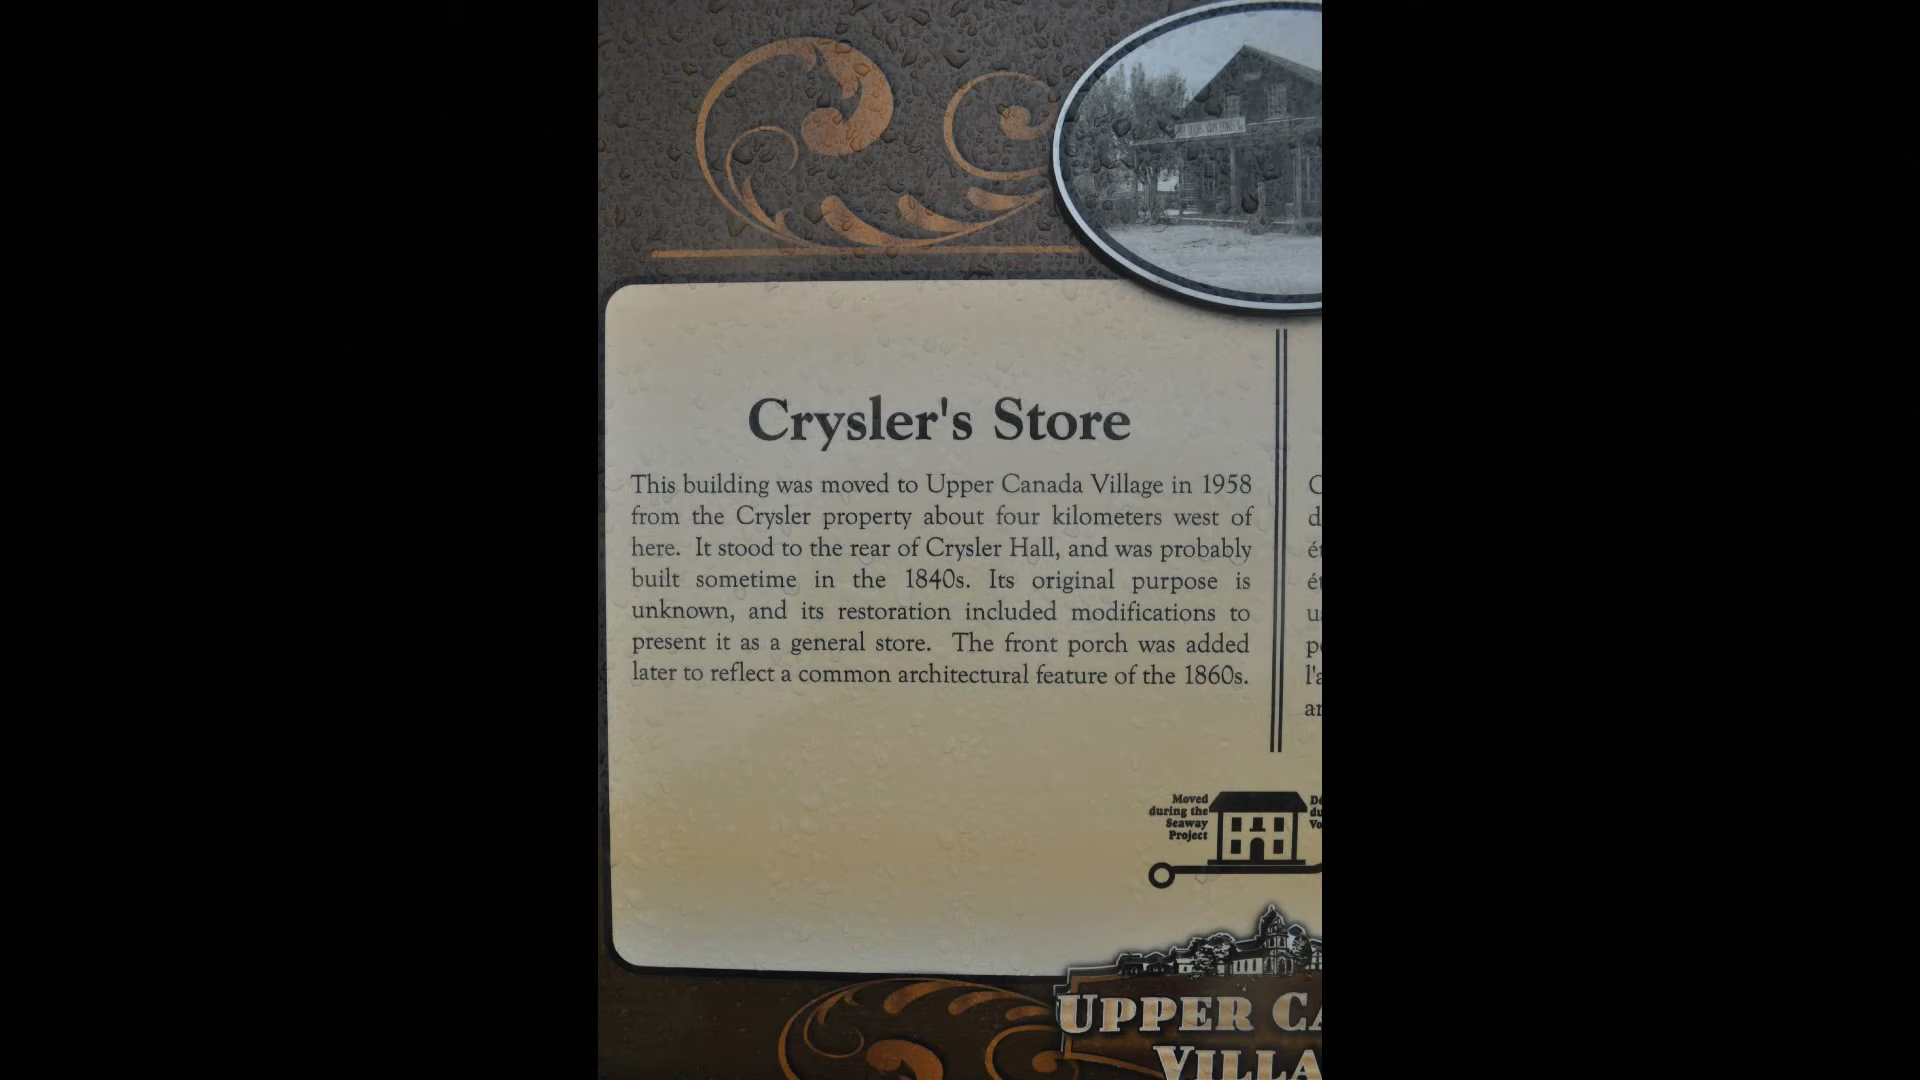 Crysler's Store
This building was moved to Upper Canada Village in 1958
from the Crysler property about four kilometers west of
here. It stood to the rear of Crysler Hall, and was probably
built sometime in the 1840s. Its original purpose is
unknown, and its restoration included modifications to
present it as a general store. The front porch was added
later to reflect a common architectural feature of the 1860s.
Moved
during the
Seaway
Project
UPPER